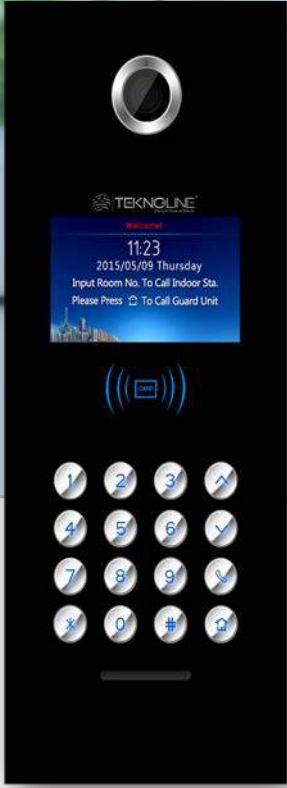 TEKNOLINE
Welcome!
11:23
2015/05/09 Thursday
Input Room No. To Call Indoor Sta.
Please Press To Call Guard Unit
CARD
1 2 3
4 5 6
7 8 9
* 0 #